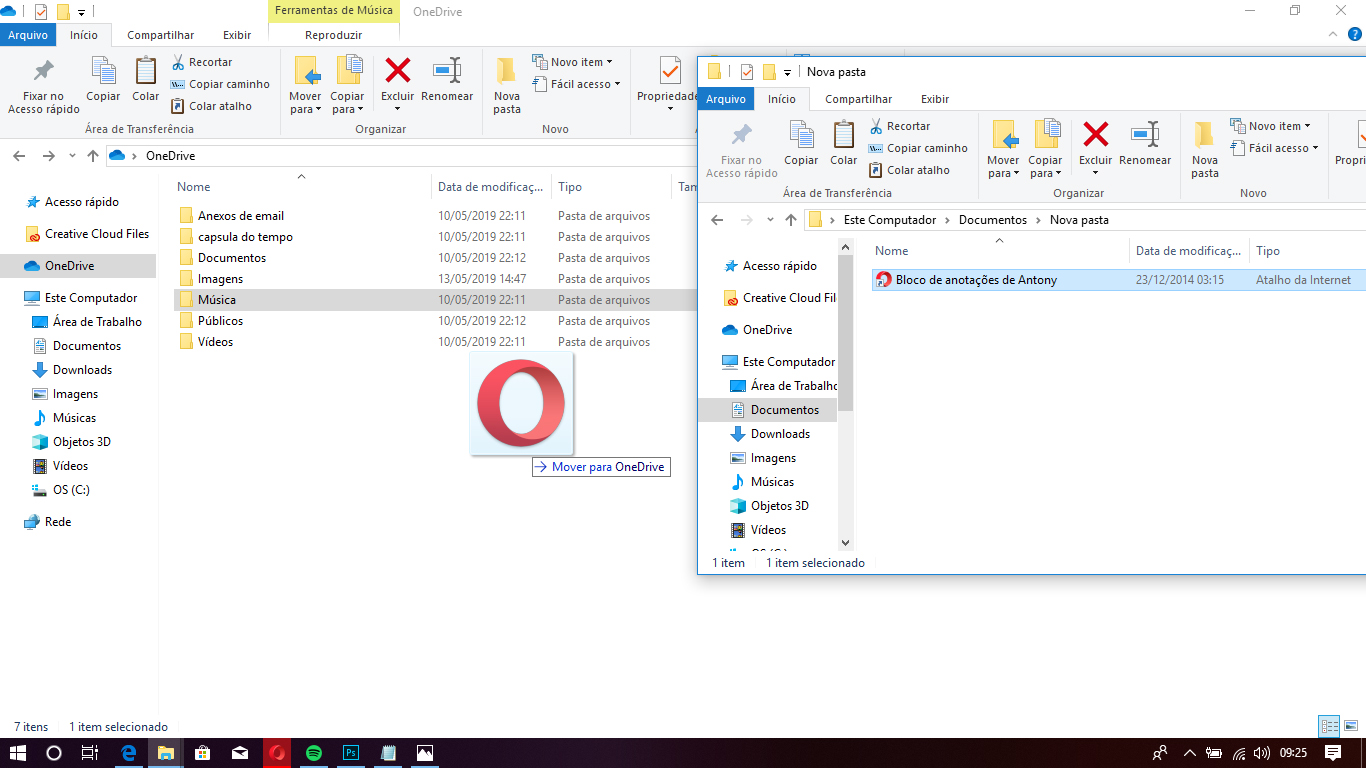 Ferramentas de Música
OneDrive
Arquivo
Início
Compartilhar
Exibir
Reproduzir
Fixar no
Acesso rápido
Copiar
Colar
Recortar
Copiar caminho
Colar atalho
Mover
para
Copiar
para
Excluir
Renomear
Nova
pasta
Novo item
Fácil acesso
Área de Transferência
Organizar
Novo
OneDrive
Acesso rápido
Creative Cloud Files
OneDrive
Este Computador
Área de Trabalho
Documentos
Downloads
Imagens
Músicas
Objetos 3D
Vídeos
OS (C:)
Rede
Nome
Data de modificaç...
Tipo
Anexos de email 10/05/2019 22:11 Pasta de arquivos
capsula do tempo 10/05/2019 22:11 Pasta de arquivos
Documentos 10/05/2019 22:12 Pasta de arquivos
Imagens 13/05/2019 14:47 Pasta de arquivos
Música 10/05/2019 22:11 Pasta de arquivos
Públicos 10/05/2019 22:12 Pasta de arquivos
Vídeos 10/05/2019 22:11 Pasta de arquivos
Mover para OneDrive
7 itens 1 item selecionado
Nova pasta
Arquivo
Início
Compartilhar
Exibir
Fixar no
Acesso rápido
Copiar
Colar
Recortar
Copiar caminho
Colar atalho
Mover
para
Copiar
para
Excluir
Renomear
Nova
pasta
Novo item
Fácil acesso
Área de Transferência
Organizar
Novo
Este Computador > Documentos > Nova pasta
Acesso rápido
OneDrive
Este Computador
Documentos
Downloads
Imagens
Músicas
Objetos 3D
Vídeos
Nome
Data de modificaç...
Tipo
Bloco de anotações de Antony 23/12/2014 03:15 Atalho da Internet
1 item 1 item selecionado
Ps
09:25